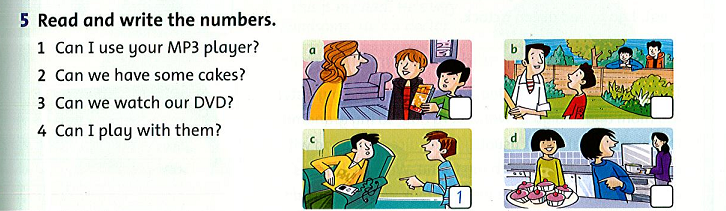 5 Read and write the numbers.
1 Can I use your MP3 player?
2 Can we have some cakes?
3 Can we watch our DVD?
4 Can I play with them?
a
b
c
1
d